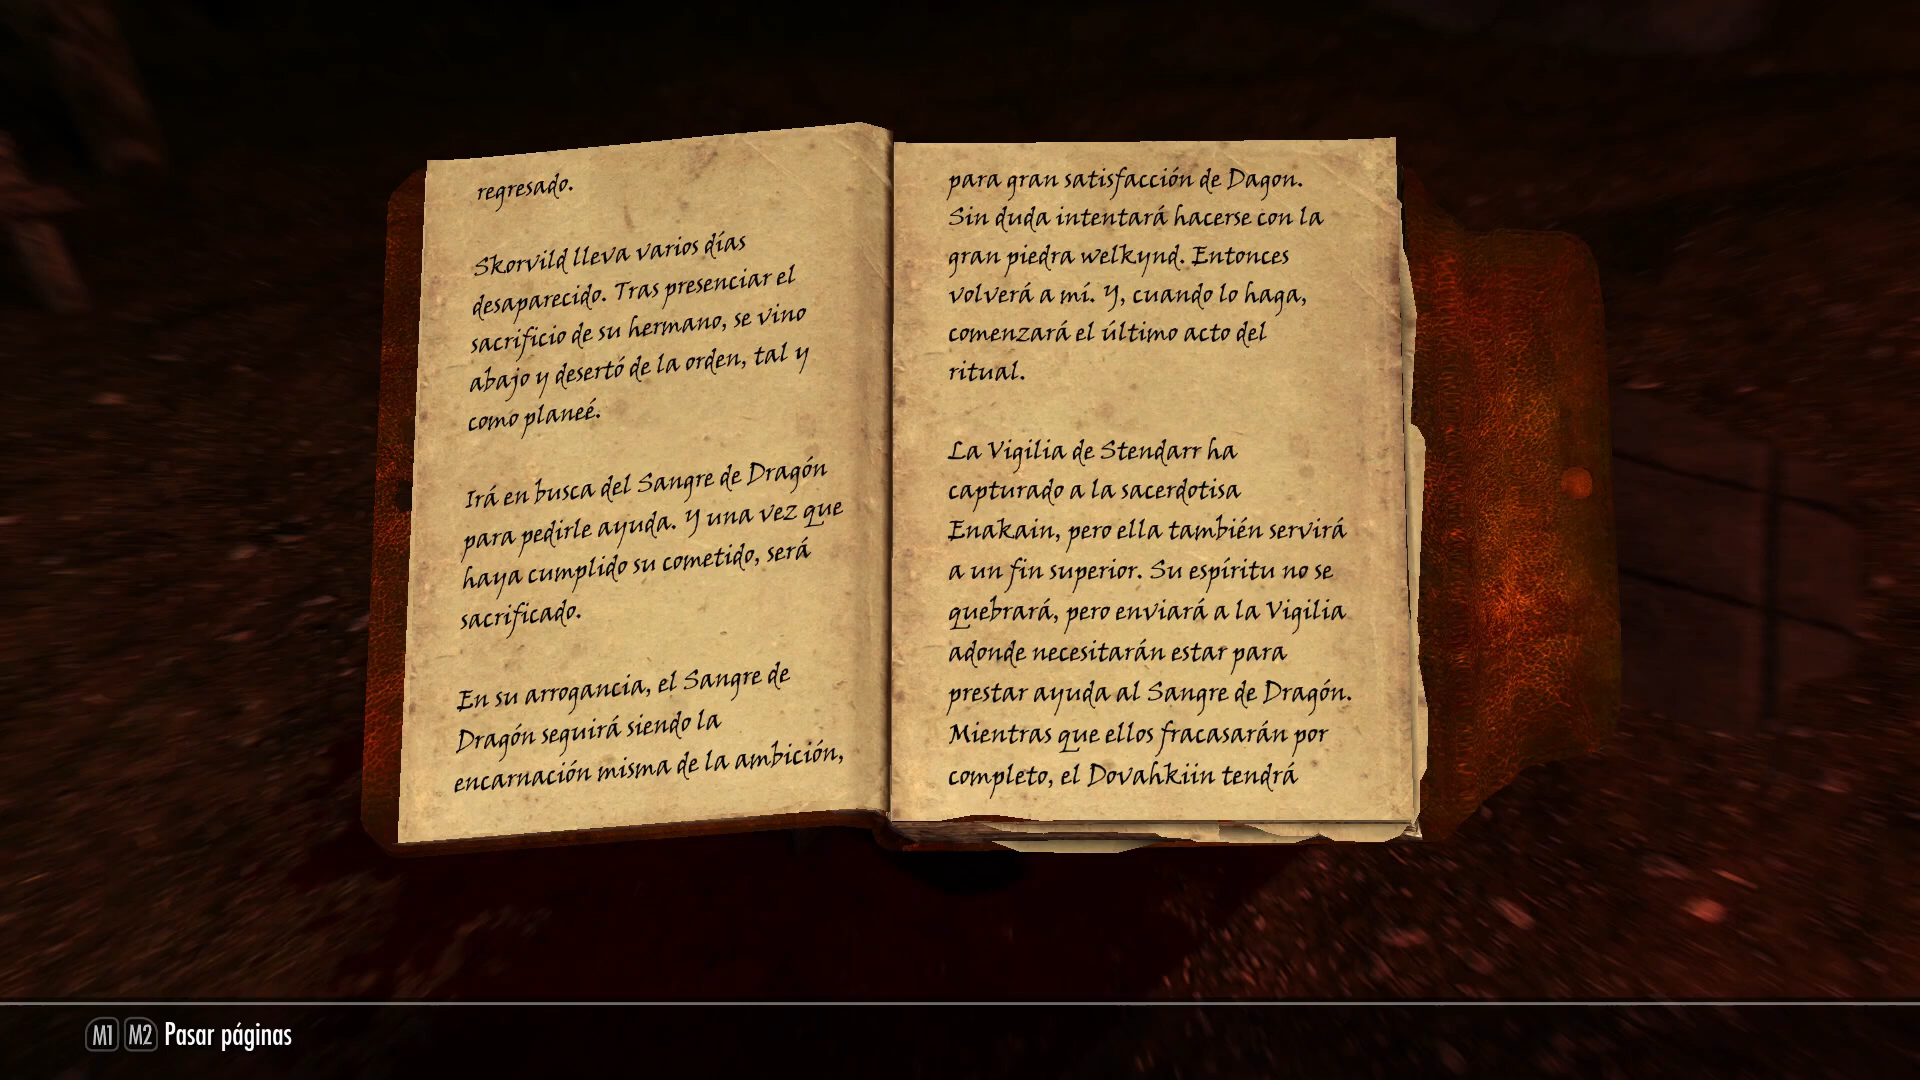 regresado.
Skorvild lleva varios días
desaparecido. Tras presenciar el
sacrificio de su hermano, se vino
abajo y desertó de la orden, tal y
como planeé.
Irá en busca del Sangre de Dragón
para pedirle ayuda. Y una vez que
haya cumplido su cometido, será
sacrificado.
En su arrogancia, el Sangre de
Dragón seguirá siendo la
encarnación misma de la ambición,
para gran satisfacción de Dagon.
Sin duda intentará hacerse con la
gran piedra welkynd. Entonces
volverá a mí. Y, cuando lo haga,
comenzará el último acto del
ritual.
La Vigilia de Stendarr ha
capturado a la sacerdotisa
Enakain, pero ella también servirá
a un fin superior. Su espíritu no se
quebrará, pero enviará a la Vigilia
adonde necesitarán estar para
prestar ayuda al Sangre de Dragón.
Mientras que ellos fracasarán por
completo, el Dovahkiin tendrá
M1 M2 Pasar páginas